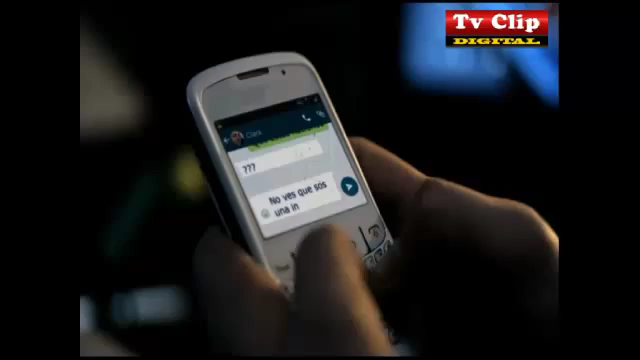 Tv Clip
DIGITAL
Clara
???
No ves que sos
una in